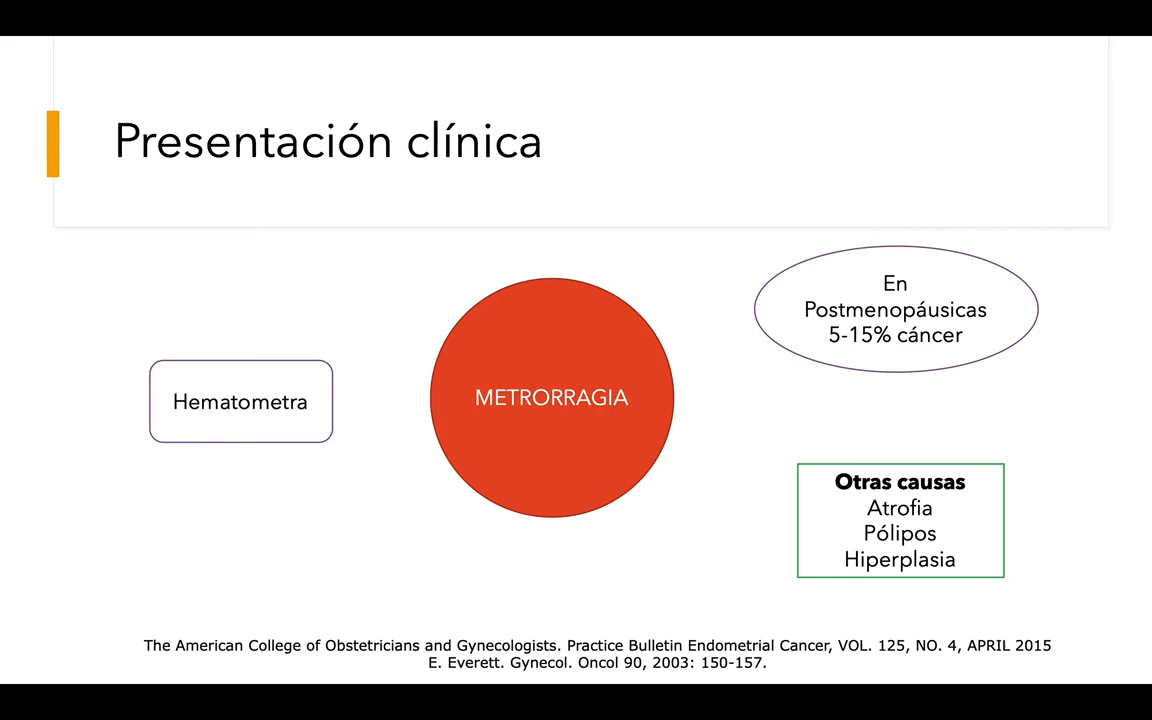 Presentación clínica
Hematometra
METRORRAGIA
En
Postmenopáusicas
5-15% cáncer
Otras causas
Atrofia
Pólipos
Hiperplasia
The American College of Obstetricians and Gynecologists. Practice Bulletin Endometrial Cancer, VOL. 125, NO. 4, APRIL 2015
E. Everett. Gynecol. Oncol 90, 2003: 150-157.